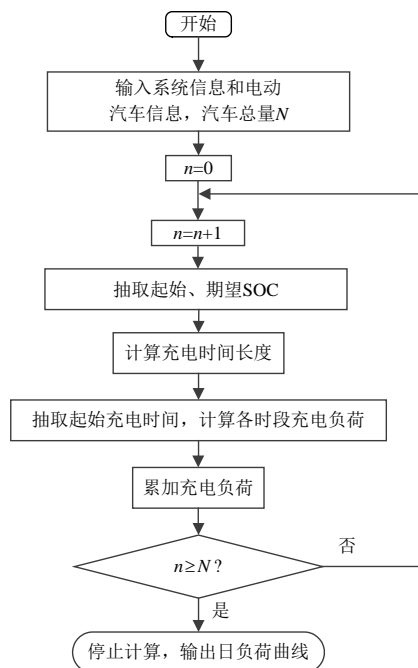 开始
输入系统信息和电动
汽车信息，汽车总量N
n=0
n=n+1
抽取起始、期望SOC
计算充电时间长度
抽取起始充电时间，计算各时段充电负荷
累加充电负荷
n≥N?
否
是
停止计算，输出日负荷曲线